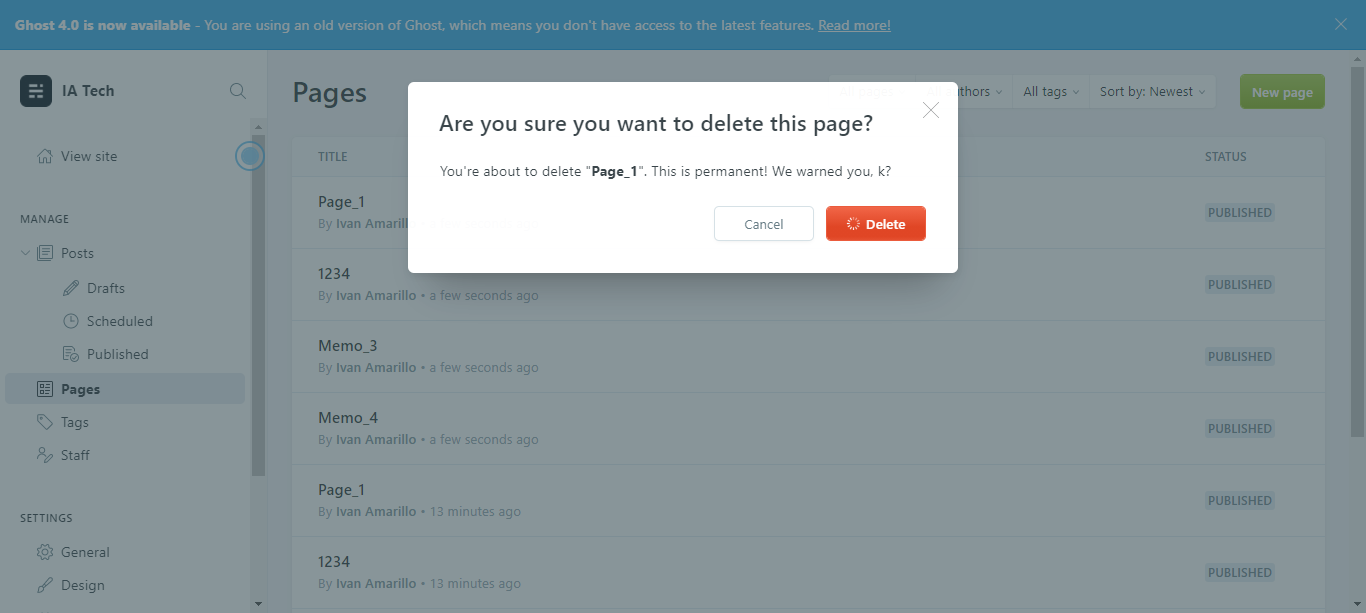 Ghost 4.0 is now available - You are using an old version of Ghost, which means you don't have access to the latest features. Read more!
IA Tech
View site
MANAGE
Posts
Drafts
Scheduled
Published
Pages
Tags
Staff
SETTINGS
General
Design
Pages
All pages
All authors
All tags
Sort by: Newest
New page
TITLE
STATUS
Page_1
By Ivan Amarillo
PUBLISHED
1234
By Ivan Amarillo • a few seconds ago
PUBLISHED
Memo_3
By Ivan Amarillo • a few seconds ago
PUBLISHED
Memo_4
By Ivan Amarillo • a few seconds ago
PUBLISHED
Page_1
By Ivan Amarillo • 13 minutes ago
PUBLISHED
1234
By Ivan Amarillo • 13 minutes ago
PUBLISHED
Are you sure you want to delete this page?
You're about to delete "Page_1". This is permanent! We warned you, k?
Cancel
Delete